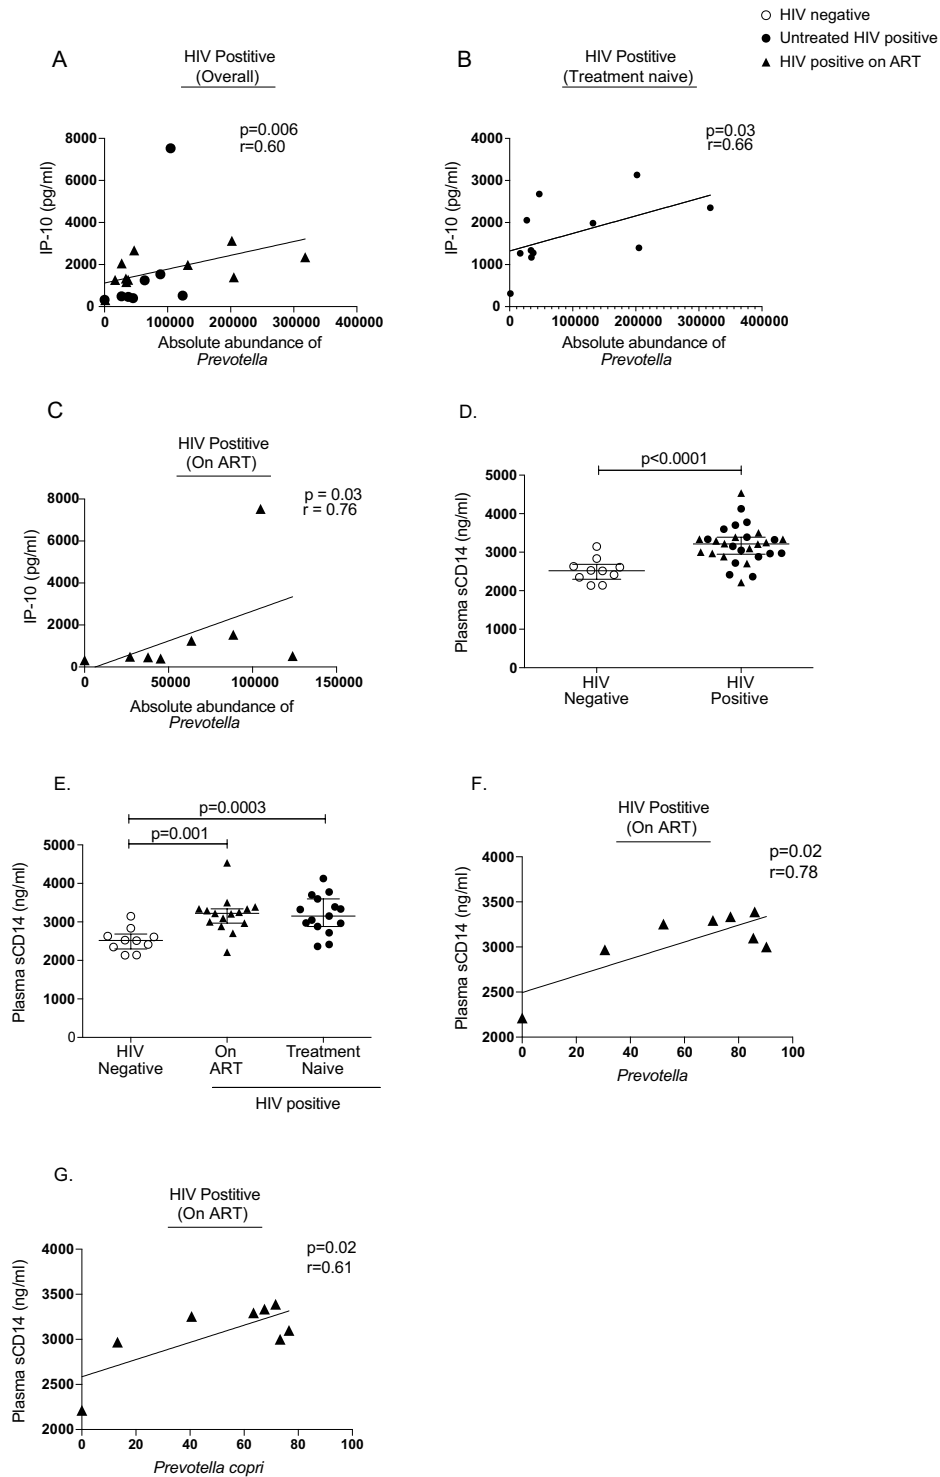 HIV negative
Untreated HIV positive
HIV positive on ART
A
HIV Postitive
(Overall)
p=0.006
r=0.60
8000
6000
4000
2000
0
IP-10 (pg/ml)
0 100000 200000 300000 400000
Absolute abundance of
Prevotella
B
HIV Postitive
(Treatment naive)
p=0.03
r=0.66
4000
3000
2000
1000
0
IP-10 (pg/ml)
0 100000 200000 300000 400000
Absolute abundance of
Prevotella
C
HIV Postitive
(On ART)
p = 0.03
r = 0.76
8000
6000
4000
2000
0
IP-10 (pg/ml)
0 50000 100000 150000
Absolute abundance of
Prevotella
D.
p<0.0001
5000
4000
3000
2000
1000
0
Plasma sCD14 (ng/ml)
HIV
Negative
HIV
Positive
E.
p=0.0003
p=0.001
5000
4000
3000
2000
1000
0
Plasma sCD14 (ng/ml)
HIV
Negative
On
ART
Treatment
Naive
HIV positive
F.
HIV Postitive
(On ART)
p=0.02
r=0.78
4000
3500
3000
2500
2000
Plasma sCD14 (ng/ml)
0 20 40 60 80 100
Prevotella
G.
HIV Postitive
(On ART)
p=0.02
r=0.61
4000
3500
3000
2500
2000
Plasma sCD14 (ng/ml)
0 20 40 60 80 100
Prevotella copri